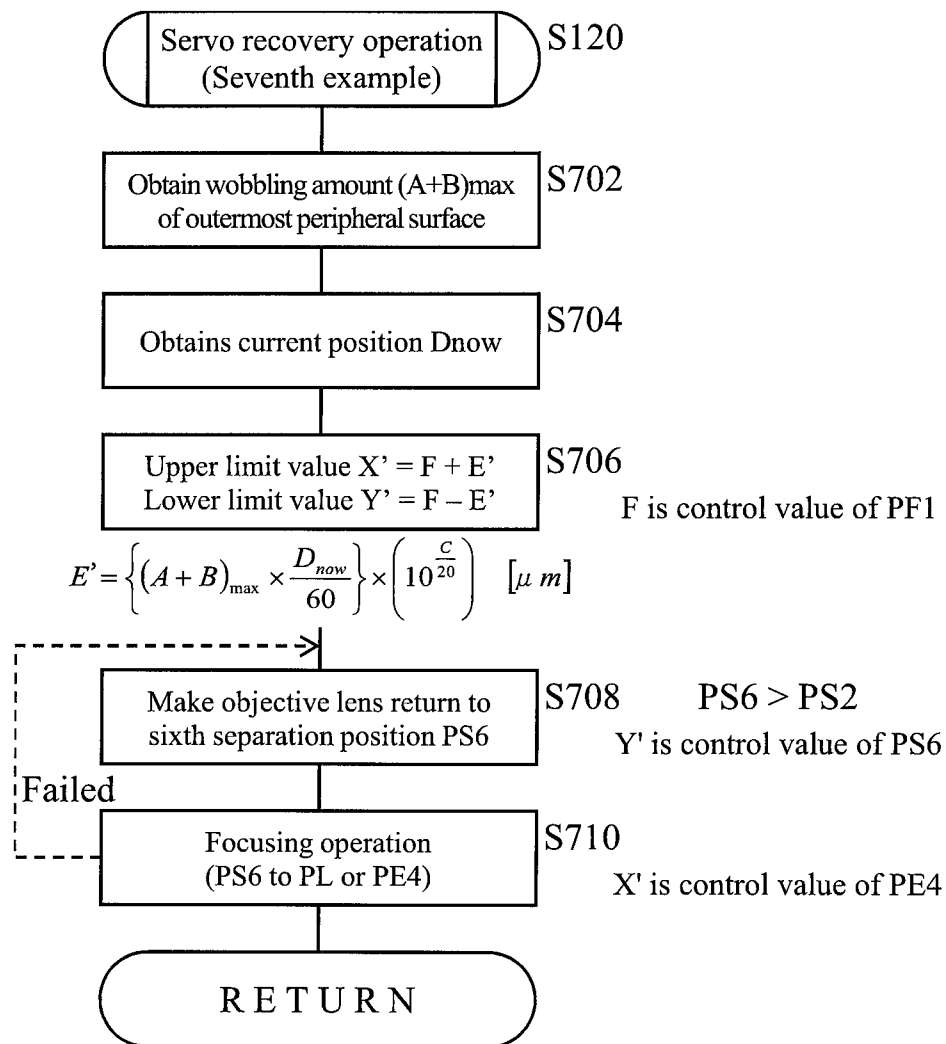 Servo recovery operation
(Seventh example)
S120
Obtain wobbling amount (A+B)max
of outermost peripheral surface
S702
Obtains current position Dnow
S704
Upper limit value X’ = F + E’
Lower limit value Y’ = F – E’
S706
F is control value of PF1
E’ = {(A + B)max × Dnow/60} × (10^(C/20)) [μ m]
Make objective lens return to
sixth separation position PS6
S708
PS6 > PS2
Y' is control value of PS6
Failed
Focusing operation
(PS6 to PL or PE4)
S710
X' is control value of PE4
RETURN